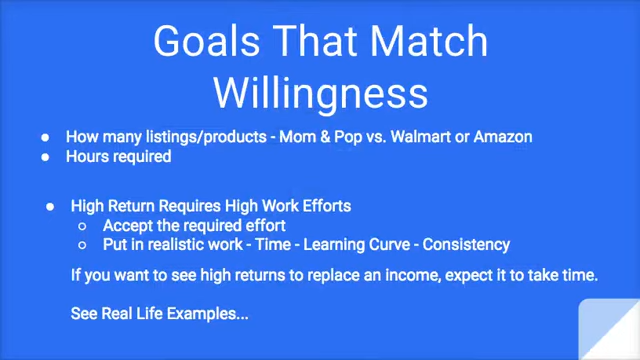 Goals That Match
Willingness
● How many listings/products - Mom & Pop vs. Walmart or Amazon
● Hours required
● High Return Requires High Work Efforts
○ Accept the required effort
○ Put in realistic work - Time - Learning Curve - Consistency
If you want to see high returns to replace an income, expect it to take time.
See Real Life Examples...